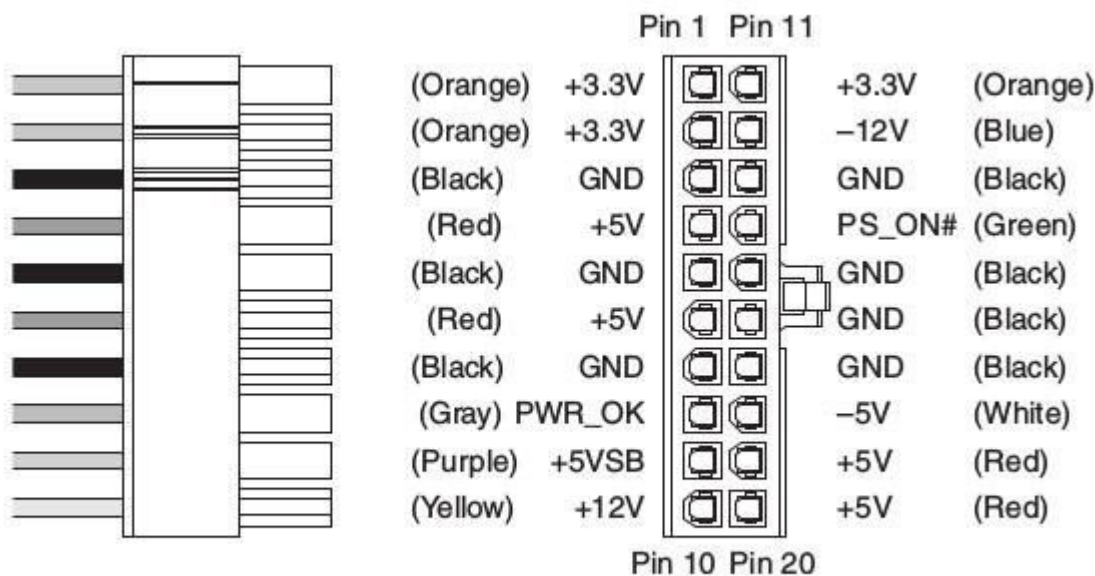 Pin 1 Pin 11
(Orange) +3.3V +3.3V (Orange)
(Orange) +3.3V –12V (Blue)
(Black) GND GND (Black)
(Red) +5V PS_ON# (Green)
(Black) GND GND (Black)
(Red) +5V GND (Black)
(Black) GND GND (Black)
(Gray) PWR_OK –5V (White)
(Purple) +5VSB +5V (Red)
(Yellow) +12V +5V (Red)
Pin 10 Pin 20